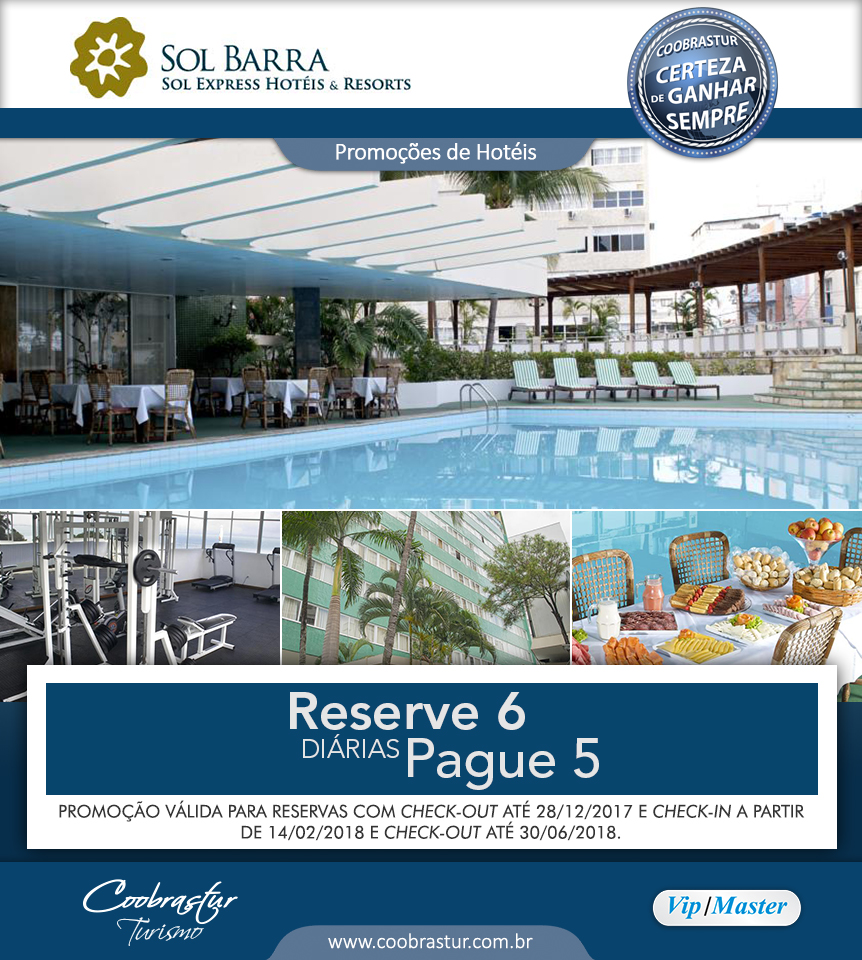 SOL BARRA
SOL EXPRESS HOTÉIS & RESORTS
COOBRASTUR
CERTEZA
DE GANHAR
SEMPRE
Promoções de Hotéis
Reserve 6
DIÁRIAS Pague 5
PROMOÇÃO VÁLIDA PARA RESERVAS COM CHECK-OUT ATÉ 28/12/2017 E CHECK-IN A PARTIR
DE 14/02/2018 E CHECK-OUT ATÉ 30/06/2018.
Coobrastur
Turismo
Vip|Master
www.coobrastur.com.br